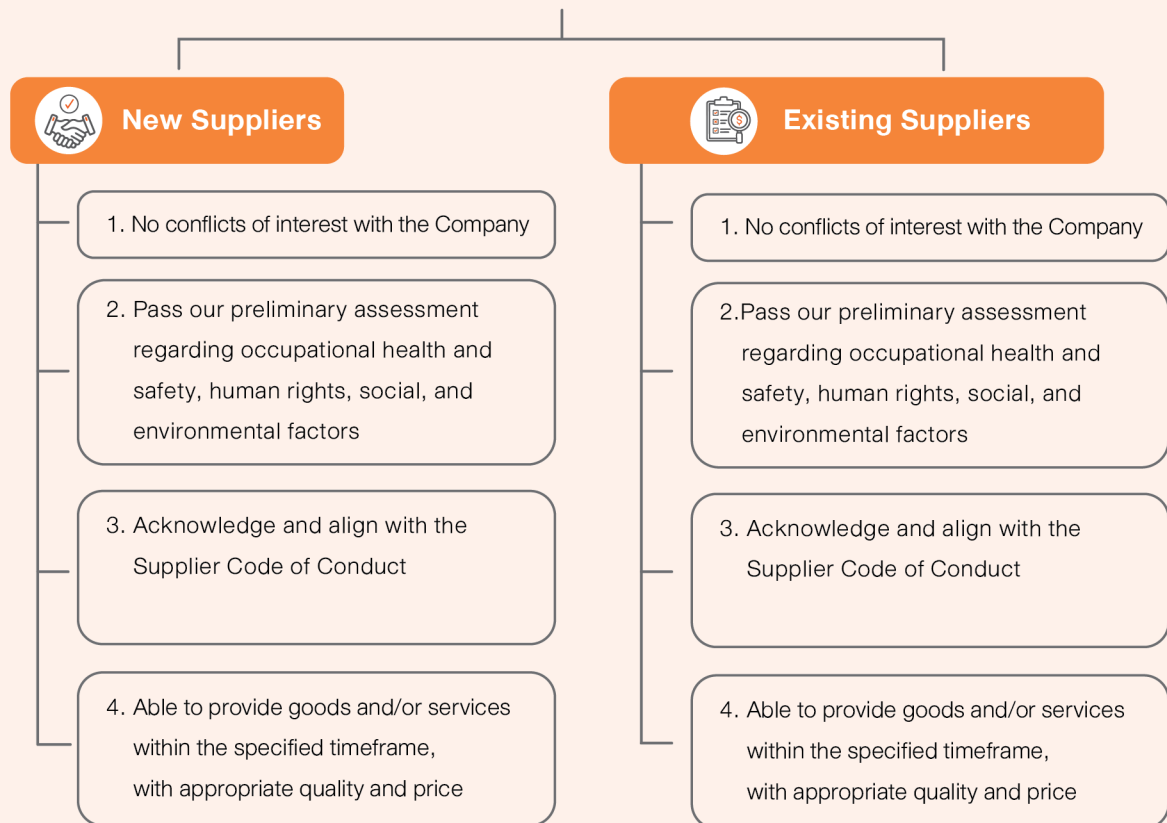 New Suppliers
1. No conflicts of interest with the Company
2. Pass our preliminary assessment
regarding occupational health and
safety, human rights, social, and
environmental factors
3. Acknowledge and align with the
Supplier Code of Conduct
4. Able to provide goods and/or services
within the specified timeframe,
with appropriate quality and price
Existing Suppliers
1. No conflicts of interest with the Company
2.Pass our preliminary assessment
regarding occupational health and
safety, human rights, social, and
environmental factors
3. Acknowledge and align with the
Supplier Code of Conduct
4. Able to provide goods and/or services
within the specified timeframe,
with appropriate quality and price